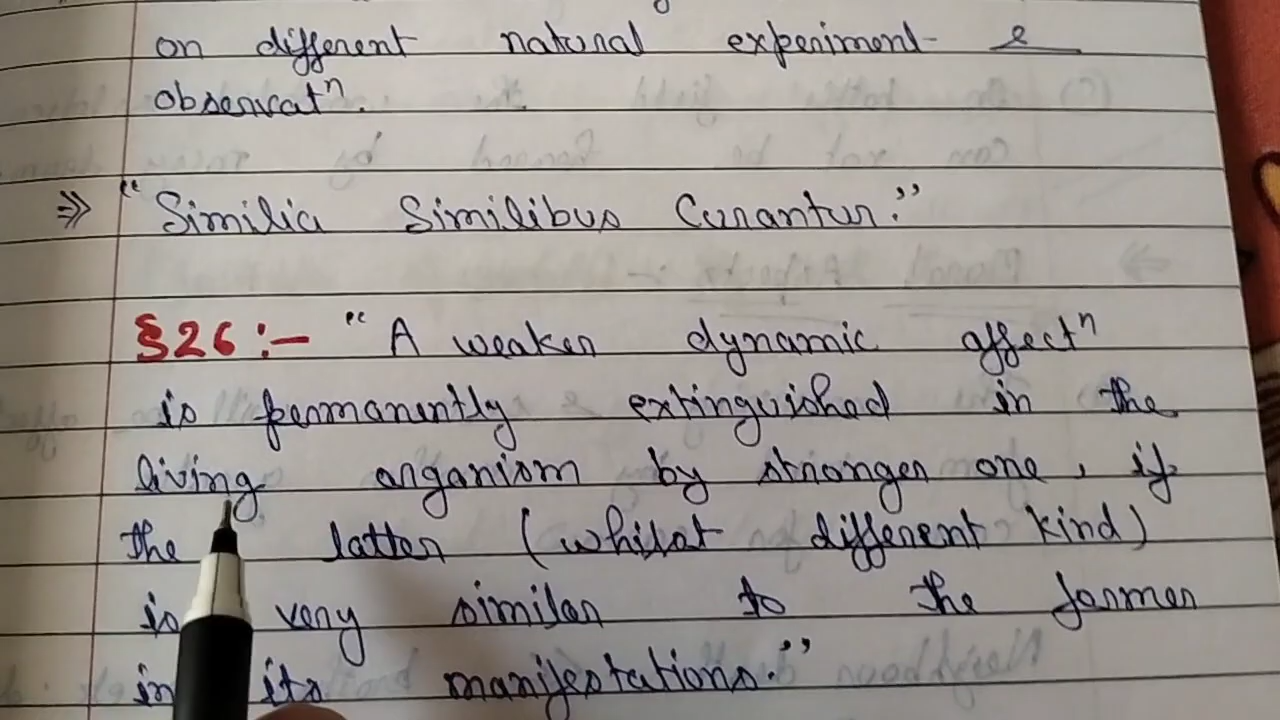 on different natural experiment &
observatⁿ.
⇒ "Similia Similibus Curantur."
§26:- "A weaker dynamic affectⁿ
is permanently extinguished in the
living organism by stronger one, if
the latter (whilst different kind)
is very similar to the former
in its manifestations."